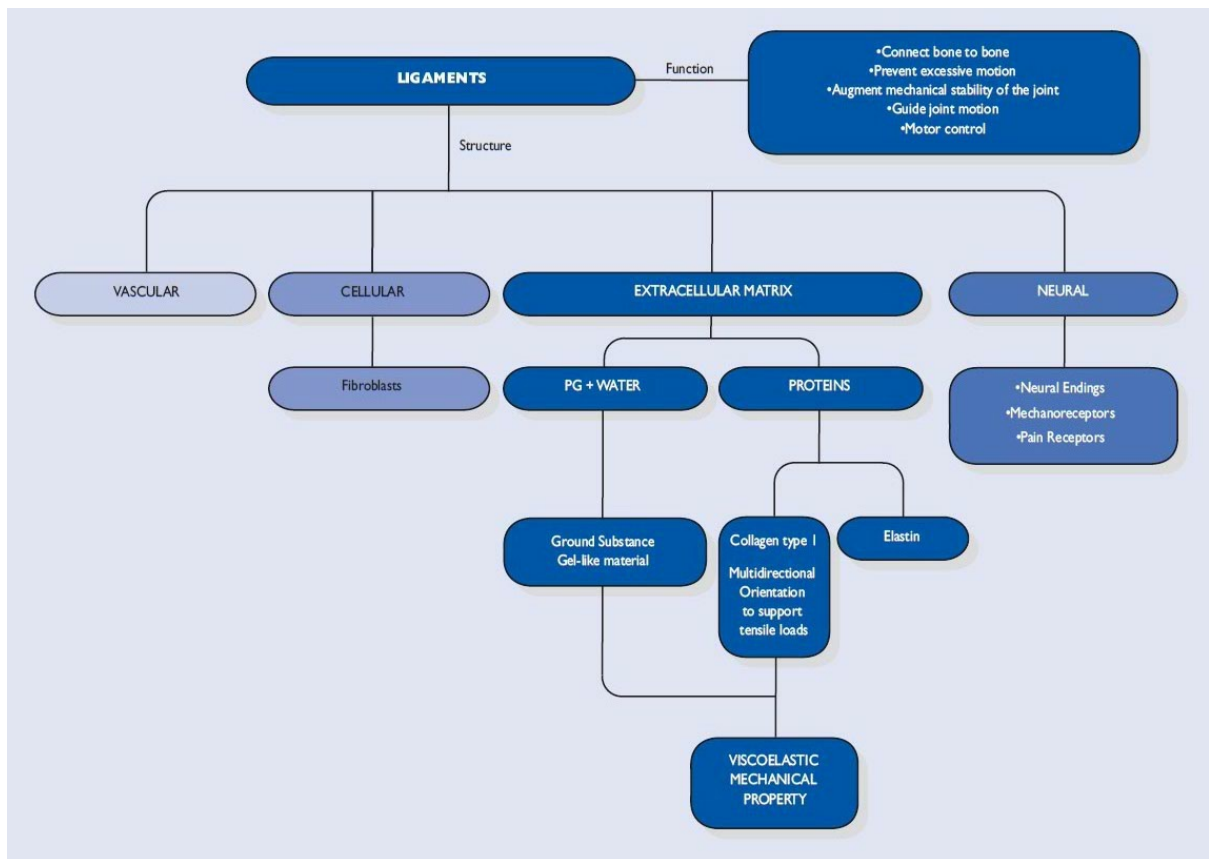 LIGAMENTS
Function
•Connect bone to bone
•Prevent excessive motion
•Augment mechanical stability of the joint
•Guide joint motion
•Motor control
Structure
VASCULAR
CELLULAR
EXTRACELLULAR MATRIX
NEURAL
Fibroblasts
PG + WATER
PROTEINS
•Neural Endings
•Mechanoreceptors
•Pain Receptors
Ground Substance
Gel-like material
Collagen type 1
Multidirectional
Orientation
to support
tensile loads
Elastin
VISCOELASTIC
MECHANICAL
PROPERTY